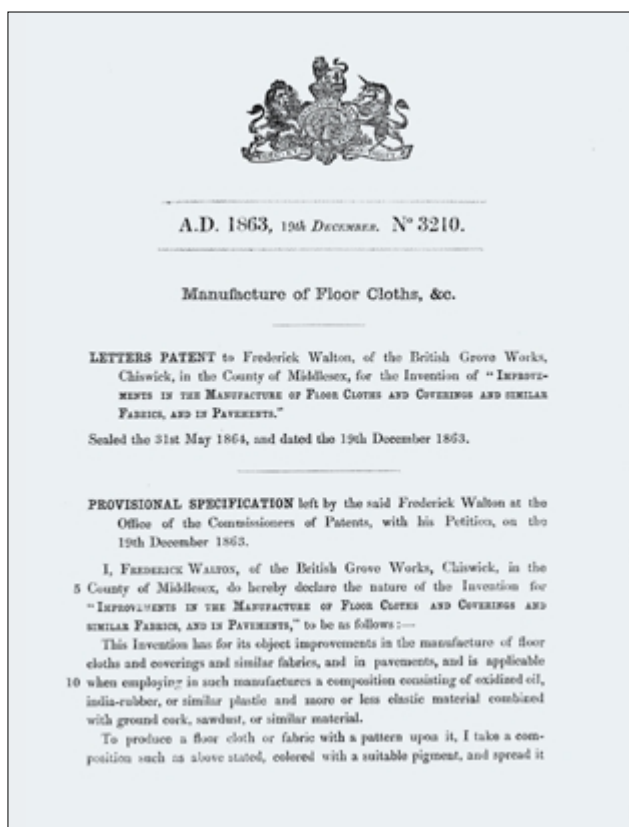 A.D. 1863, 19th DECEMBER. Nº 3210.
Manufacture of Floor Cloths, &c.
LETTERS PATENT to Frederick Walton, of the British Grove Works,
Chiswick, in the County of Middlesex, for the Invention of "IMPROVE-
MENTS IN THE MANUFACTURE OF FLOOR CLOTHS AND COVERINGS AND SIMILAR
FABRICS, AND IN PAVEMENTS."
Sealed the 31st May 1864, and dated the 19th December 1863.
PROVISIONAL SPECIFICATION left by the said Frederick Walton at the
Office of the Commissioners of Patents, with his Petition, on the
19th December 1863.
I, FREDERICK WALTON, of the British Grove Works, Chiswick, in the
5 County of Middlesex, do hereby declare the nature of the Invention for
"IMPROVEMENTS IN THE MANUFACTURE OF FLOOR CLOTHS AND COVERINGS AND
SIMILAR FABRICS, AND IN PAVEMENTS," to be as follows:—
This Invention has for its object improvements in the manufacture of floor
cloths and coverings and similar fabrics, and in pavements, and is applicable
10 when employing in such manufactures a composition consisting of oxidized oil,
india-rubber, or similar plastic and more or less elastic material combined
with ground cork, sawdust, or similar material.
To produce a floor cloth or fabric with a pattern upon it, I take a com-
position such as above stated, colored with a suitable pigment, and spread it